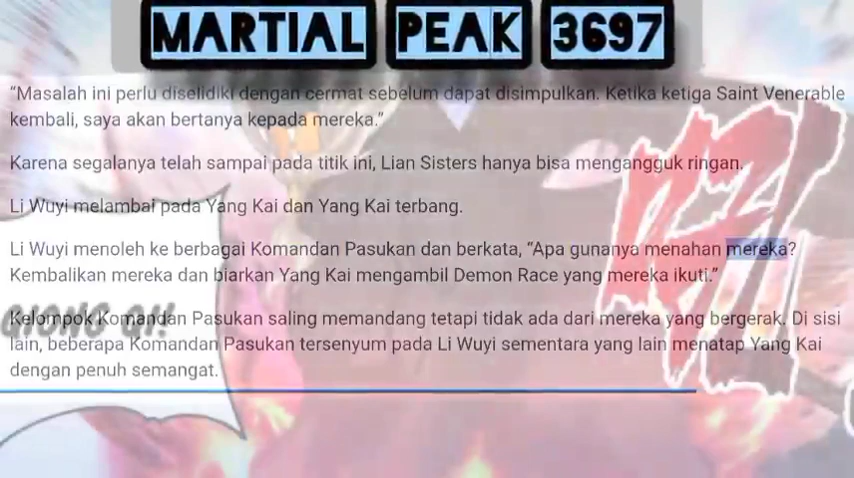 MARTIAL PEAK 3697
“Masalah ini perlu diselidiki dengan cermat sebelum dapat disimpulkan. Ketika ketiga Saint Venerable
kembali, saya akan bertanya kepada mereka.”
Karena segalanya telah sampai pada titik ini, Lian Sisters hanya bisa mengangguk ringan.
Li Wuyi melambai pada Yang Kai dan Yang Kai terbang.
Li Wuyi menoleh ke berbagai Komandan Pasukan dan berkata, “Apa gunanya menahan mereka?
Kembalikan mereka dan biarkan Yang Kai mengambil Demon Race yang mereka ikuti.”
QIONG QI!
Kelompok Komandan Pasukan saling memandang tetapi tidak ada dari mereka yang bergerak. Di sisi
lain, beberapa Komandan Pasukan tersenyum pada Li Wuyi sementara yang lain menatap Yang Kai
dengan penuh semangat.